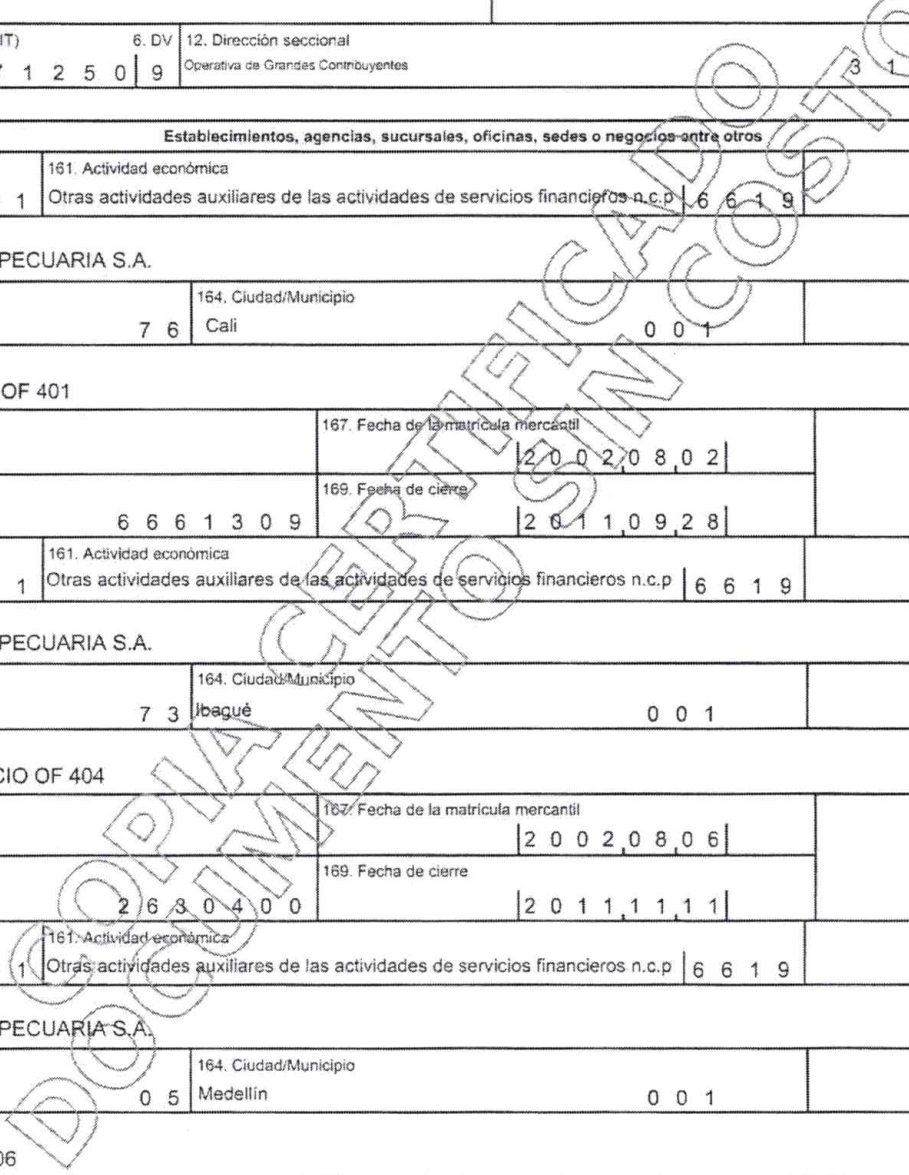 IT) 6. DV 12. Dirección seccional
7 1 2 5 0 9 Operativa de Grandes Contribuyentes 3 1
Establecimientos, agencias, sucursales, oficinas, sedes o negocios entre otros
161. Actividad económica
1 Otras actividades auxiliares de las actividades de servicios financieros n.c.p 6 6 1 9
PECUARIA S.A.
164. Ciudad/Municipio
7 6 Cali 0 0 1
OF 401
167. Fecha de la matrícula mercantil
2 0 0 2 0 8 0 2
169. Fecha de cierre
6 6 6 1 3 0 9 2 0 1 1 0 9 2 8
161. Actividad económica
1 Otras actividades auxiliares de las actividades de servicios financieros n.c.p 6 6 1 9
PECUARIA S.A.
164. Ciudad/Municipio
7 3 Ibagué 0 0 1
CIO OF 404
167. Fecha de la matrícula mercantil
2 0 0 2 0 8 0 6
169. Fecha de cierre
2 6 3 0 4 0 0 2 0 1 1 1 1 1 1
161. Actividad económica
1 Otras actividades auxiliares de las actividades de servicios financieros n.c.p 6 6 1 9
PECUARIA S.A.
164. Ciudad/Municipio
0 5 Medellín 0 0 1
06
COPIA CERTIFICADO
DOCUMENTO SIN COSTO